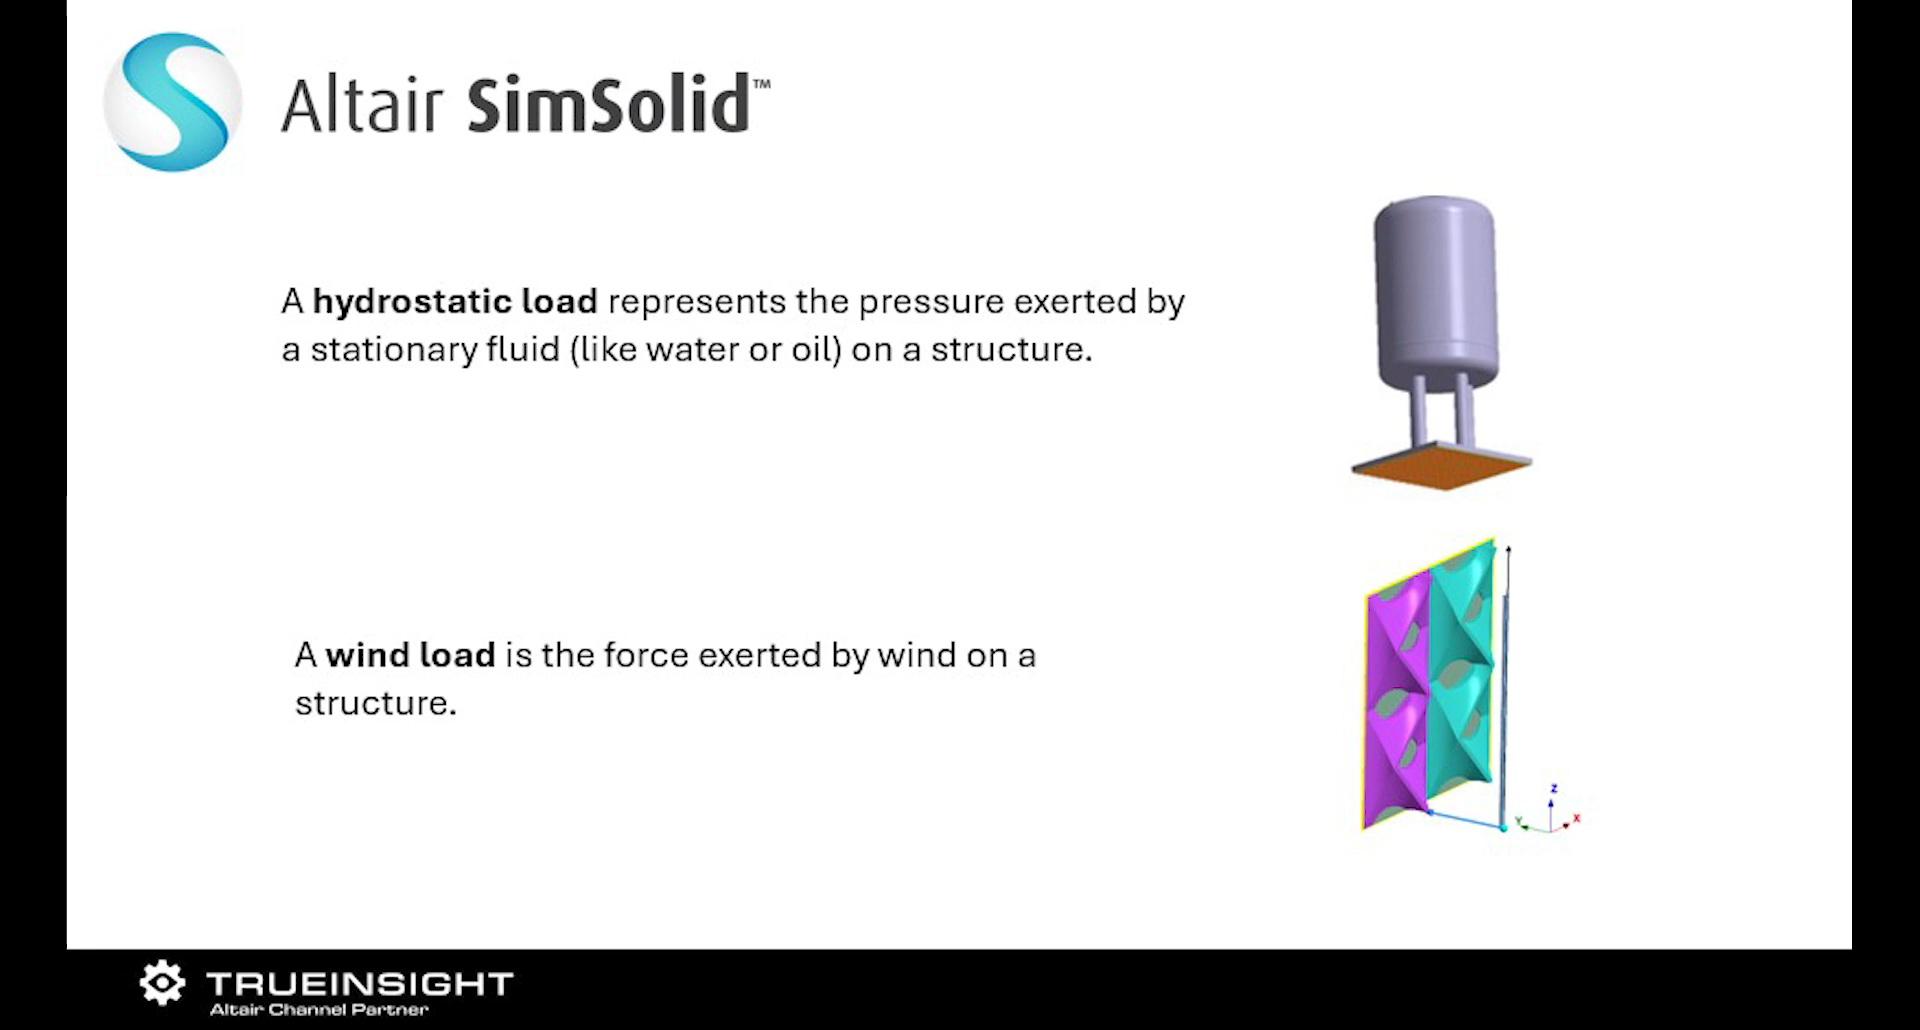 Altair SimSolid™
A hydrostatic load represents the pressure exerted by
a stationary fluid (like water or oil) on a structure.
A wind load is the force exerted by wind on a
structure.
Z
Y
X
TRUEINSIGHT
Altair Channel Partner